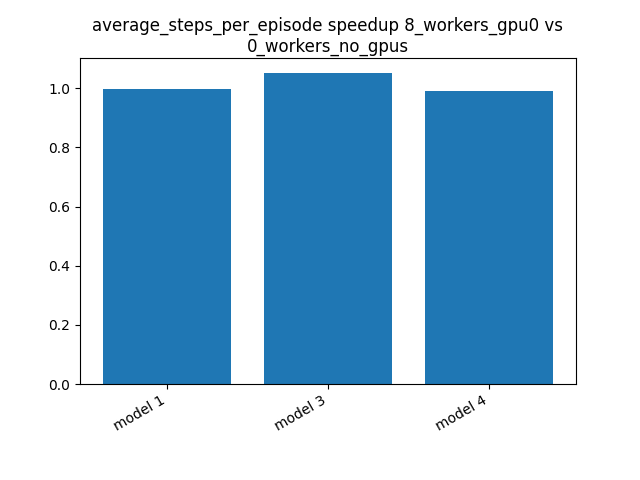 average_steps_per_episode speedup 8_workers_gpu0 vs
0_workers_no_gpus
1.0
0.8
0.6
0.4
0.2
0.0
model 1
model 3
model 4